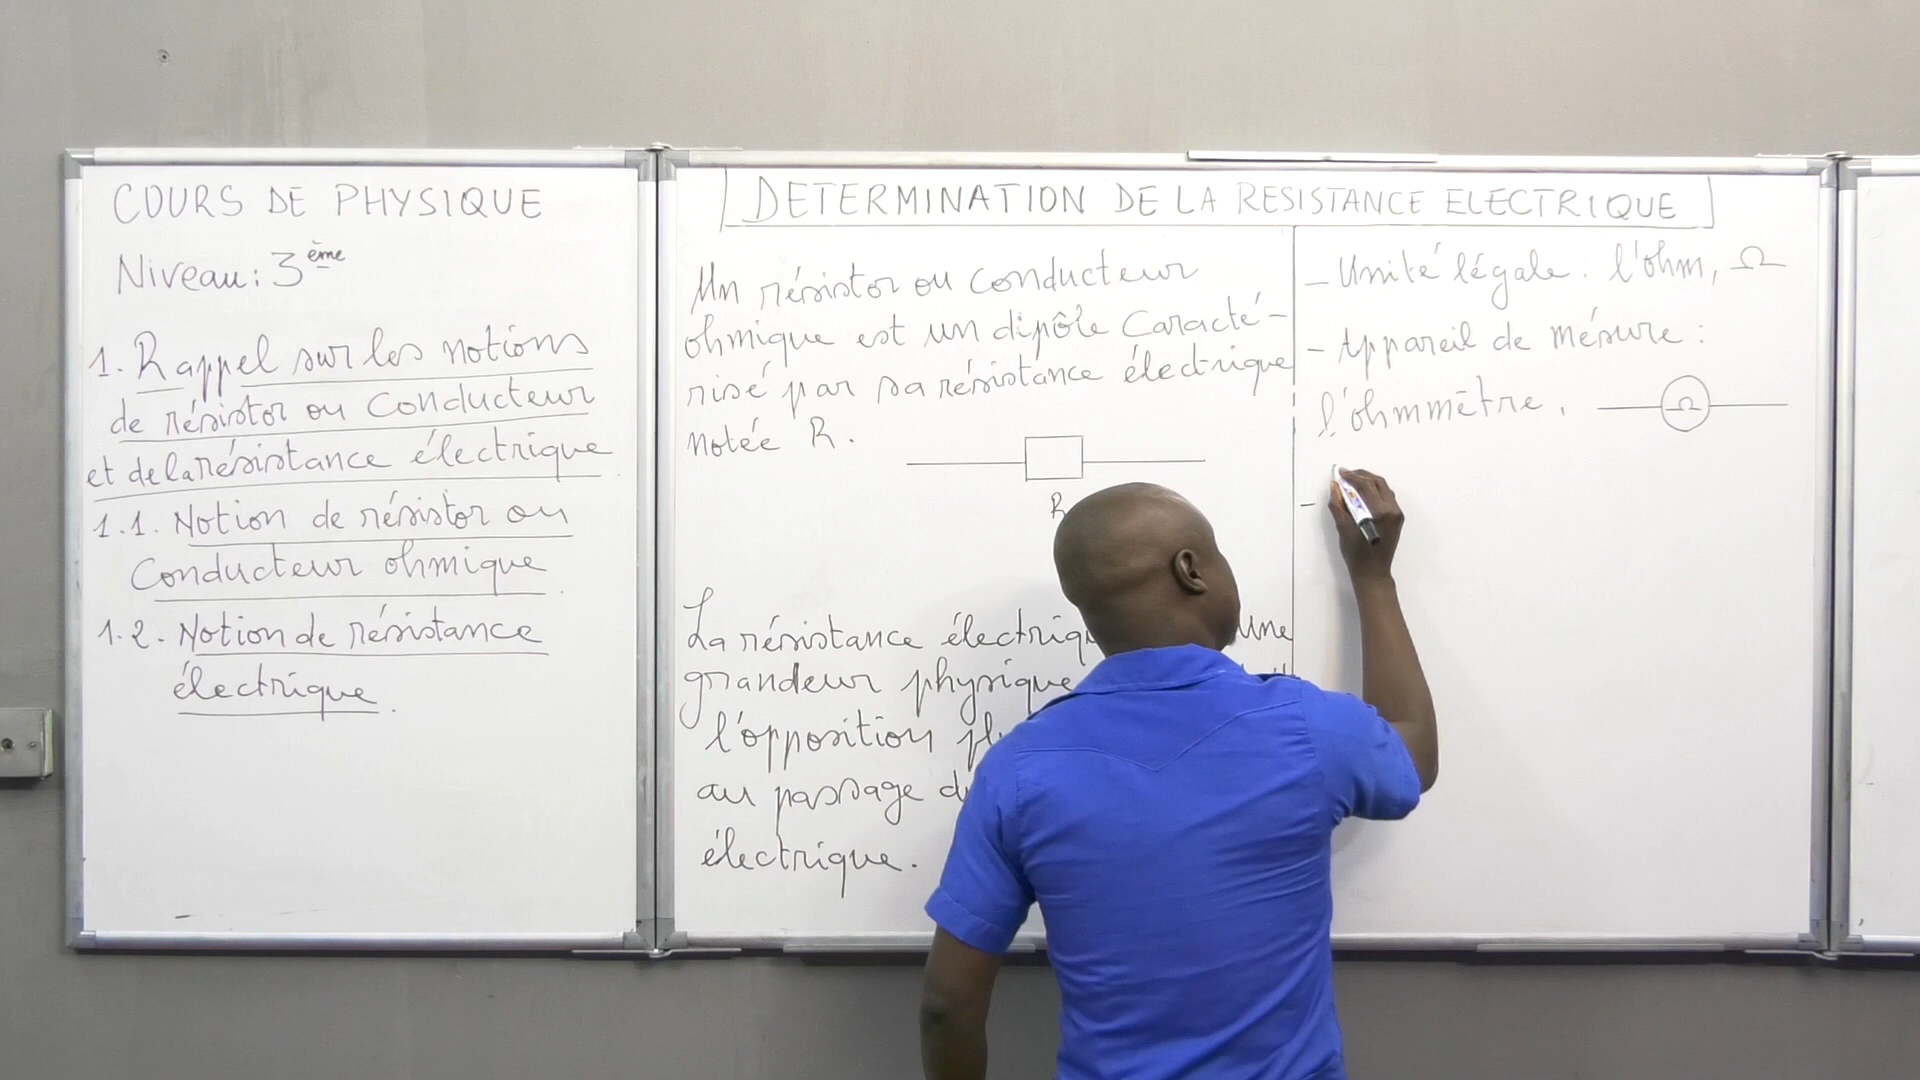 COURS DE PHYSIQUE
Niveau : 3ème
1. Rappel sur les notions
de résistor ou conducteur
et de la résistance électrique
1.1. Notion de résistor ou
Conducteur ohmique
1.2. Notion de résistance
électrique.
DETERMINATION DE LA RESISTANCE ELECTRIQUE
Un résistor ou conducteur
ohmique est un dipôle caracté-
risé par sa résistance électrique
notée R.
R
La résistance électriq une
grandeur physique
l'opposition
au passage d
électrique.
- Unité légale : l'ohm, Ω
- Appareil de mésure :
l'ohmmètre.
Ω
-